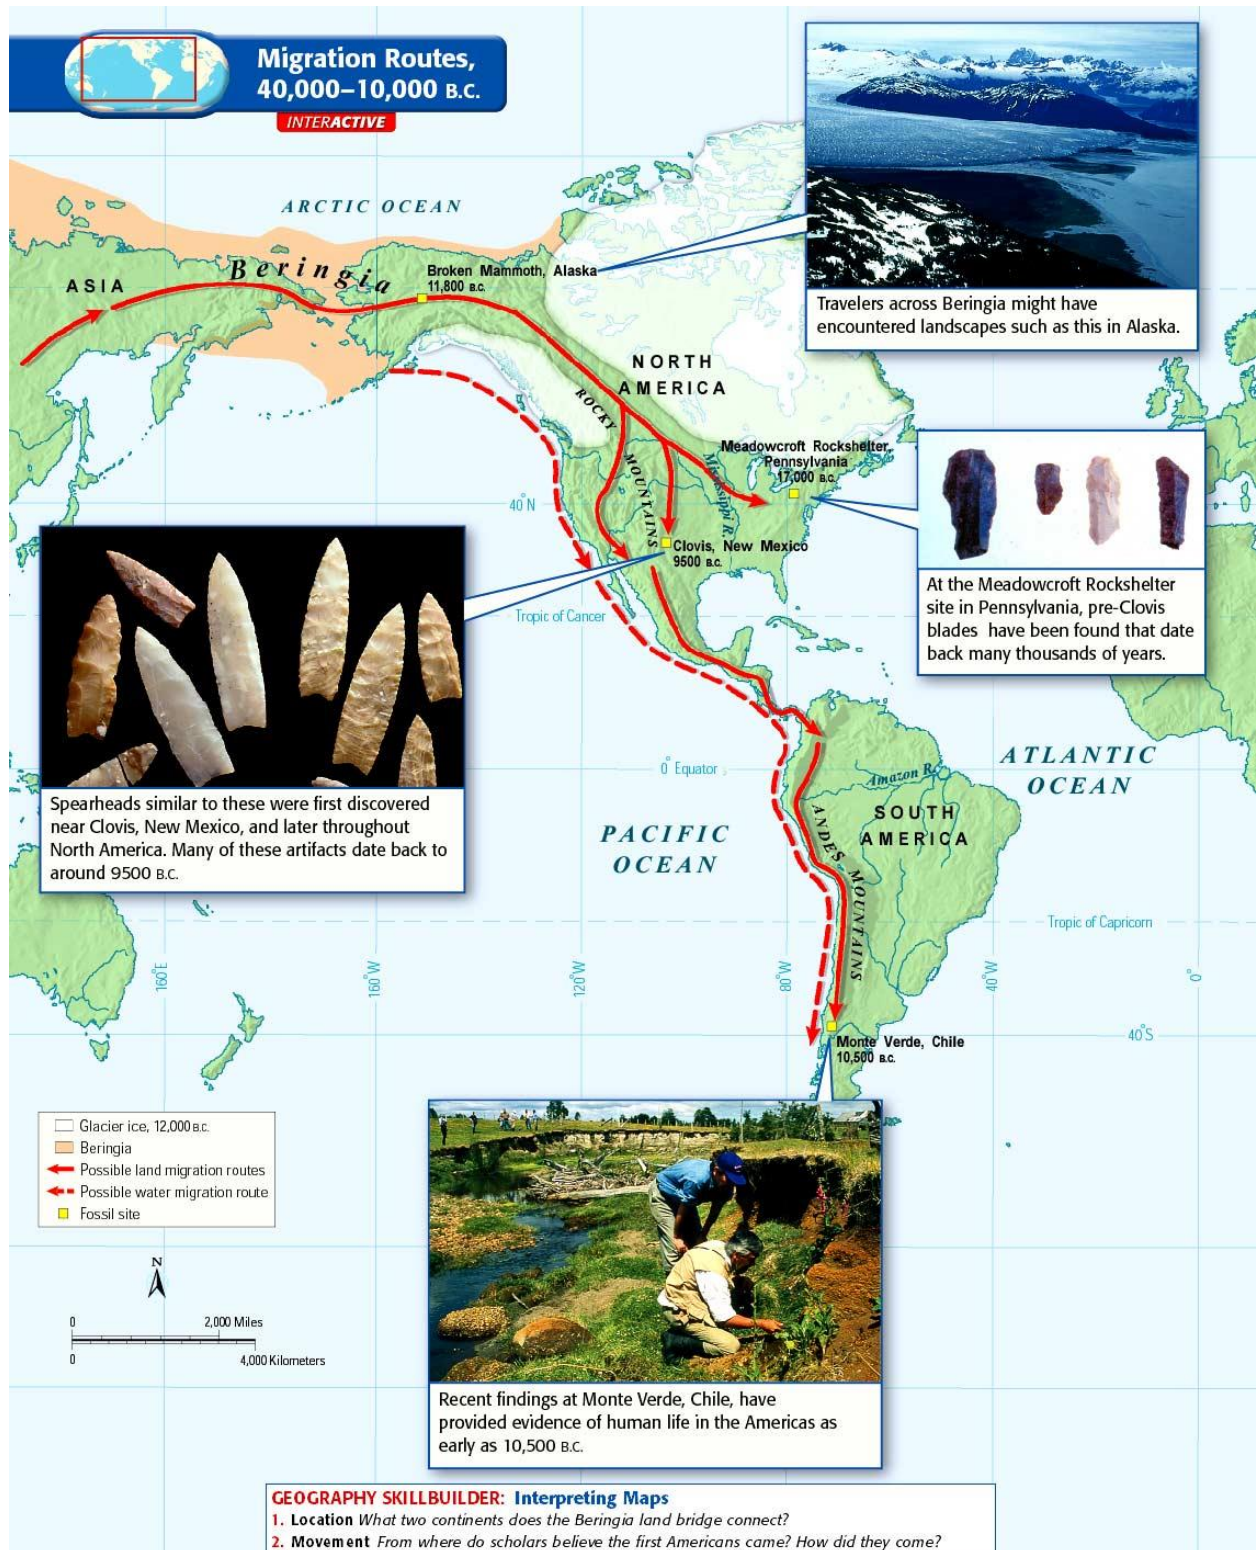 Migration Routes,
40,000–10,000 B.C.
INTERACTIVE
ARCTIC OCEAN
ASIA
Beringia
Broken Mammoth, Alaska
11,800 B.C.
Travelers across Beringia might have
encountered landscapes such as this in Alaska.
NORTH
AMERICA
ROCKY
MOUNTAINS
Mississippi R.
Meadowcroft Rockshelter,
Pennsylvania
17,000 B.C.
40°N
Clovis, New Mexico
9500 B.C.
At the Meadowcroft Rockshelter
site in Pennsylvania, pre-Clovis
blades have been found that date
back many thousands of years.
Tropic of Cancer
Spearheads similar to these were first discovered
near Clovis, New Mexico, and later throughout
North America. Many of these artifacts date back to
around 9500 B.C.
0° Equator
ATLANTIC
OCEAN
Amazon R.
PACIFIC
OCEAN
SOUTH
AMERICA
ANDES
MOUNTAINS
Tropic of Capricorn
160°E
160°W
120°W
80°W
40°W
0°
40°S
Monte Verde, Chile
10,500 B.C.
Glacier ice, 12,000 B.C.
Beringia
Possible land migration routes
Possible water migration route
Fossil site
N
0
2,000 Miles
0
4,000 Kilometers
Recent findings at Monte Verde, Chile, have
provided evidence of human life in the Americas as
early as 10,500 B.C.
GEOGRAPHY SKILLBUILDER: Interpreting Maps
1. Location What two continents does the Beringia land bridge connect?
2. Movement From where do scholars believe the first Americans came? How did they come?